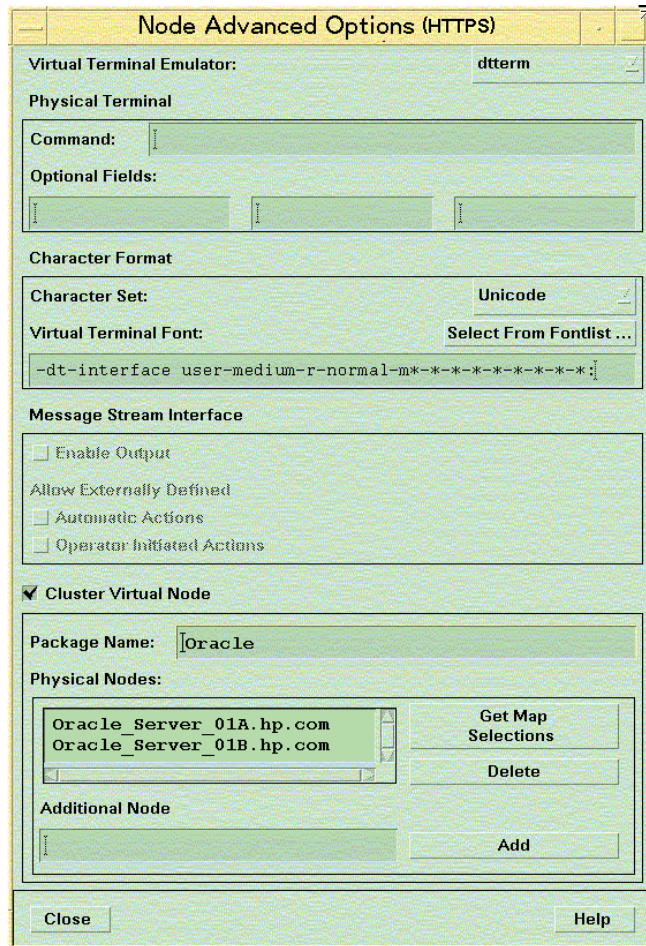 Node Advanced Options (HTTPS)
Virtual Terminal Emulator: dtterm
Physical Terminal
Command:
Optional Fields:
Character Format
Character Set: Unicode
Virtual Terminal Font: Select From Fontlist ...
-dt-interface user-medium-r-normal-m*-*-*-*-*-*-*-*-*:
Message Stream Interface
Enable Output
Allow Externally Defined
Automatic Actions
Operator Initiated Actions
Cluster Virtual Node
Package Name: Oracle
Physical Nodes:
Oracle_Server_01A.hp.com
Oracle_Server_01B.hp.com
Get Map
Selections
Delete
Additional Node
Add
Close Help